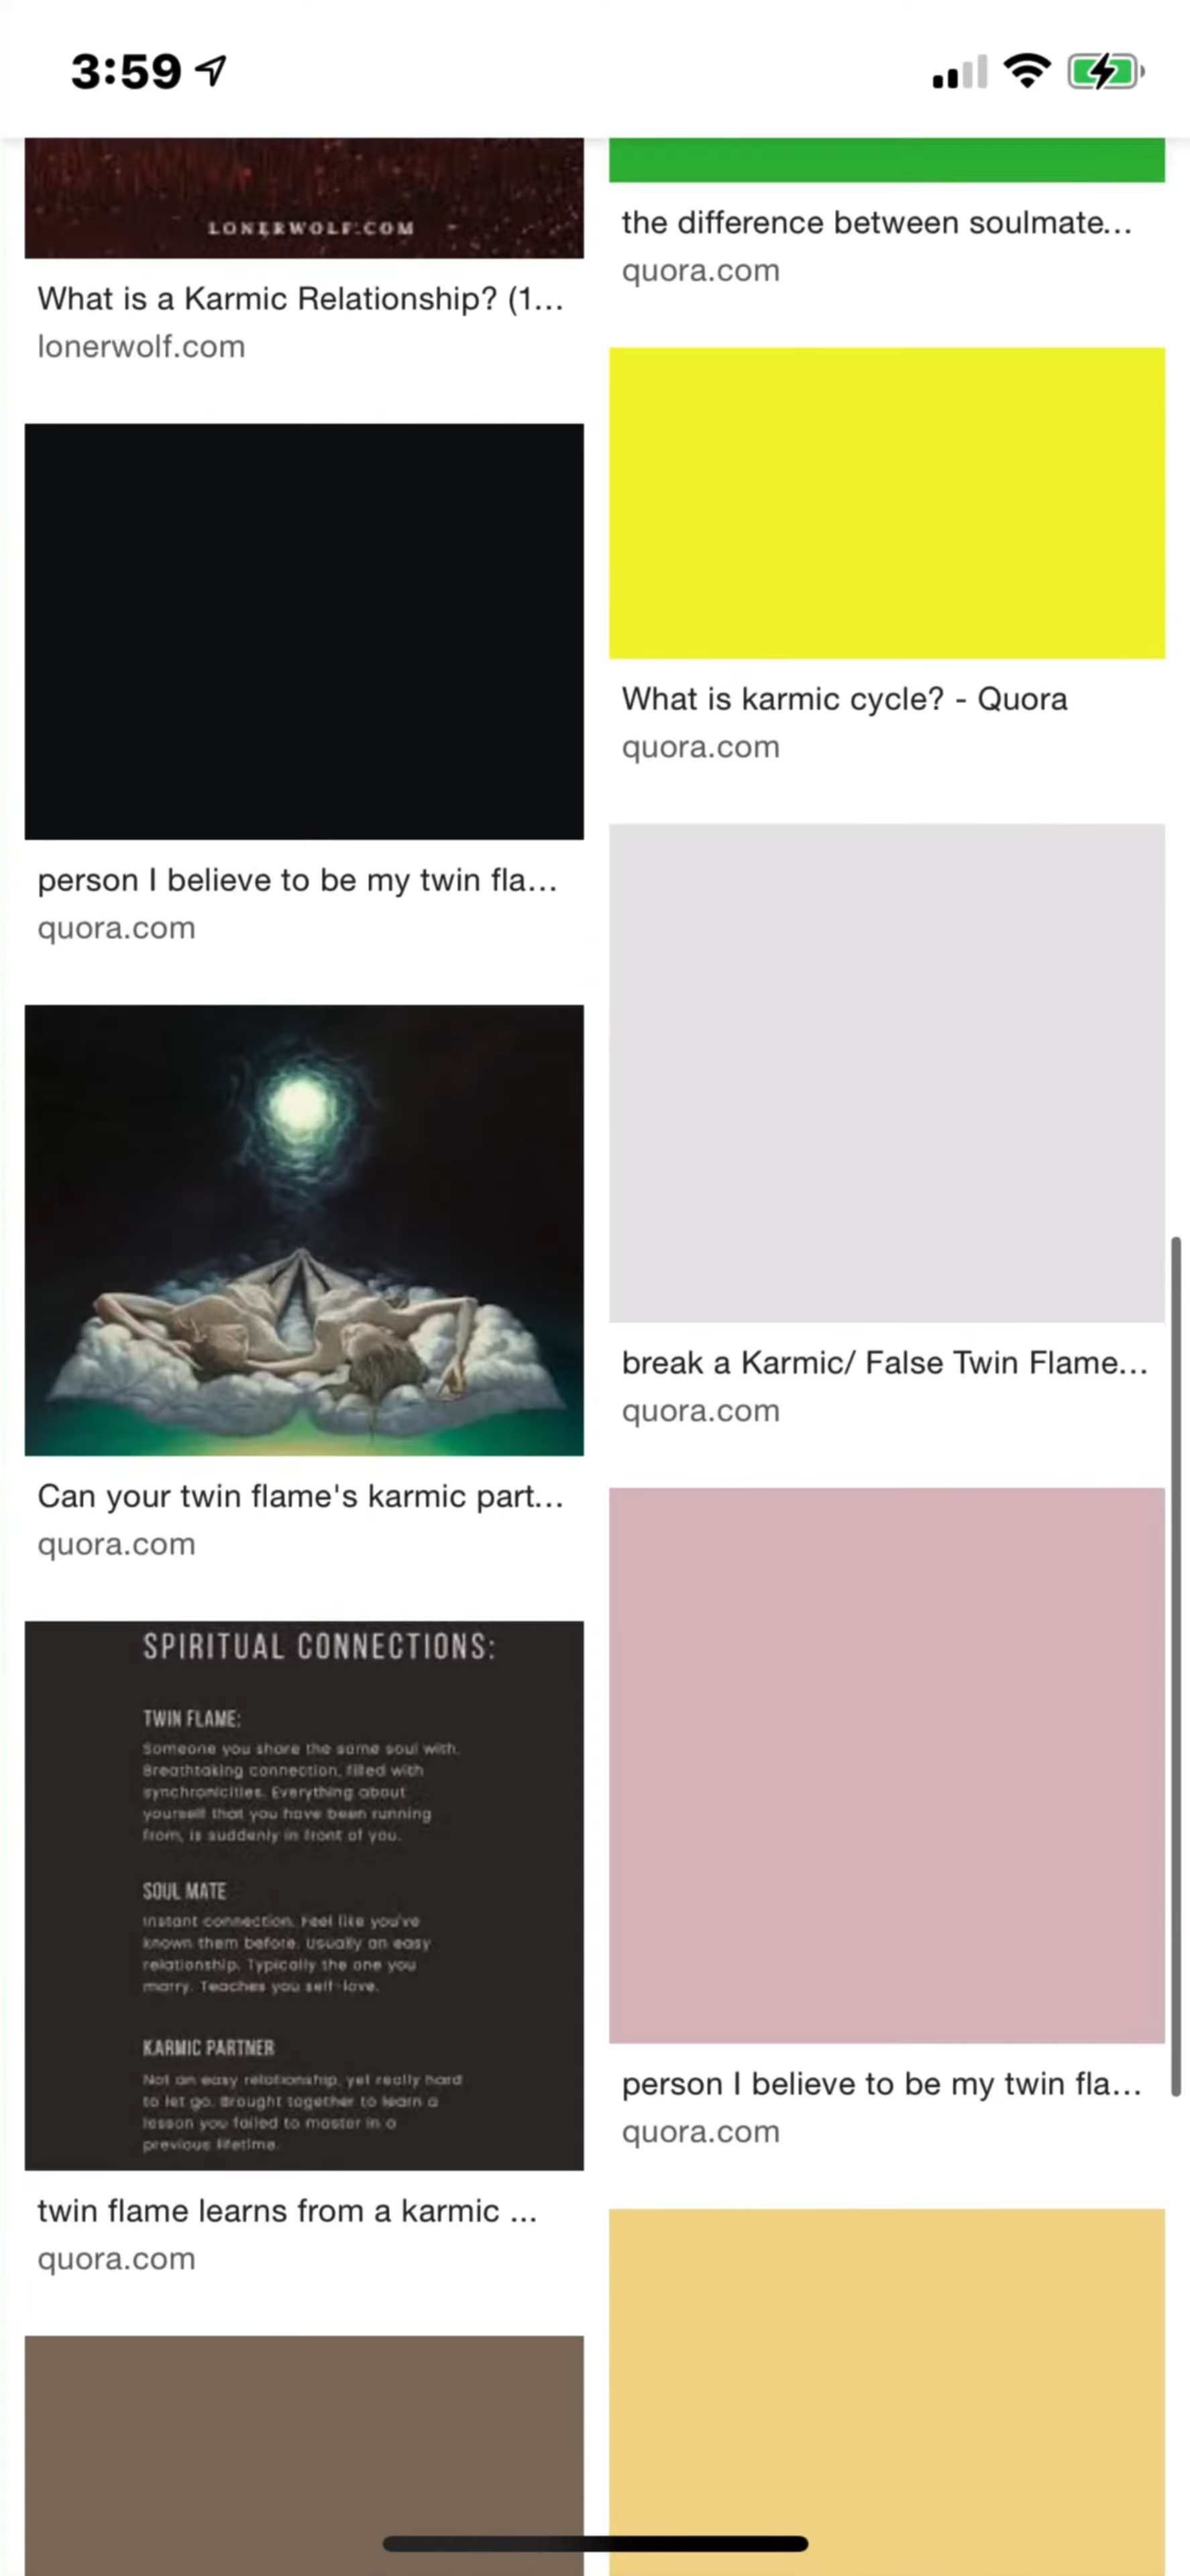 3:59
LONERWOLF.COM
What is a Karmic Relationship? (1...
lonerwolf.com
person I believe to be my twin fla...
quora.com
Can your twin flame's karmic part...
quora.com
SPIRITUAL CONNECTIONS:
TWIN FLAME:
Someone you share the same soul with.
Breathtaking connection, filled with
synchronicities. Everything about
yourself that you have been running
from, is suddenly in front of you.
SOUL MATE
Instant connection. Feel like you've
known them before. Usually an easy
relationship. Typically the one you
marry. Teaches you self-love.
KARMIC PARTNER
Not an easy relationship, yet really hard
to let go. Brought together to learn a
lesson you failed to master in a
previous lifetime.
twin flame learns from a karmic ...
quora.com
the difference between soulmate...
quora.com
What is karmic cycle? - Quora
quora.com
break a Karmic/ False Twin Flame...
quora.com
person I believe to be my twin fla...
quora.com